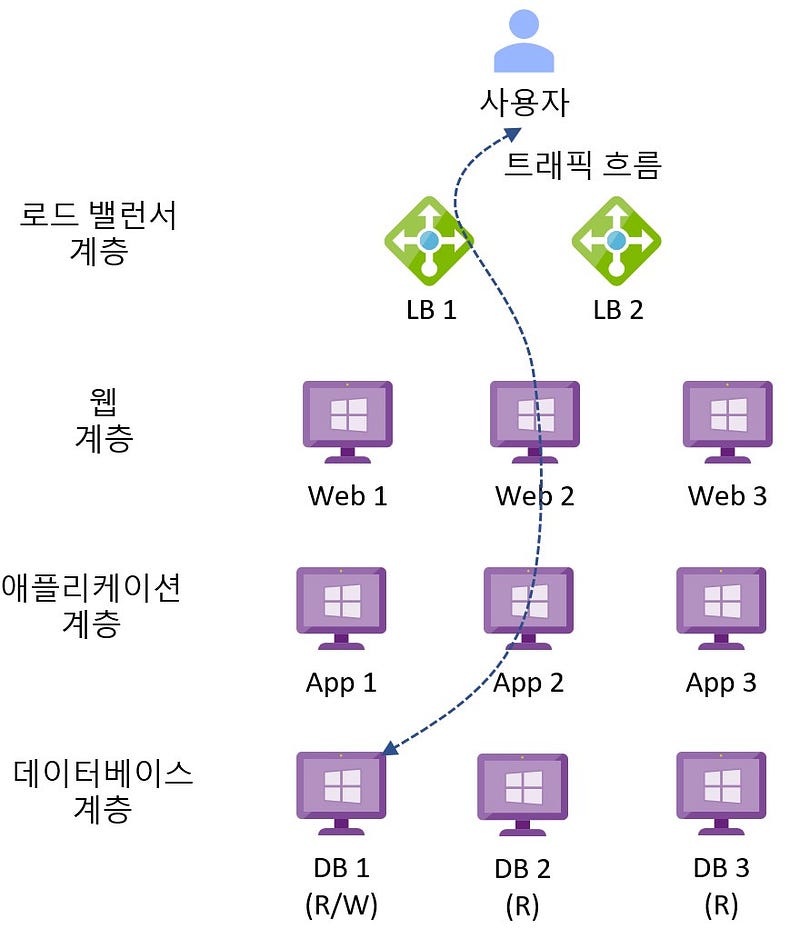 사용자
트래픽 흐름
로드 밸런서
계층
LB 1
LB 2
웹
계층
Web 1
Web 2
Web 3
애플리케이션
계층
App 1
App 2
App 3
데이터베이스
계층
DB 1
(R/W)
DB 2
(R)
DB 3
(R)